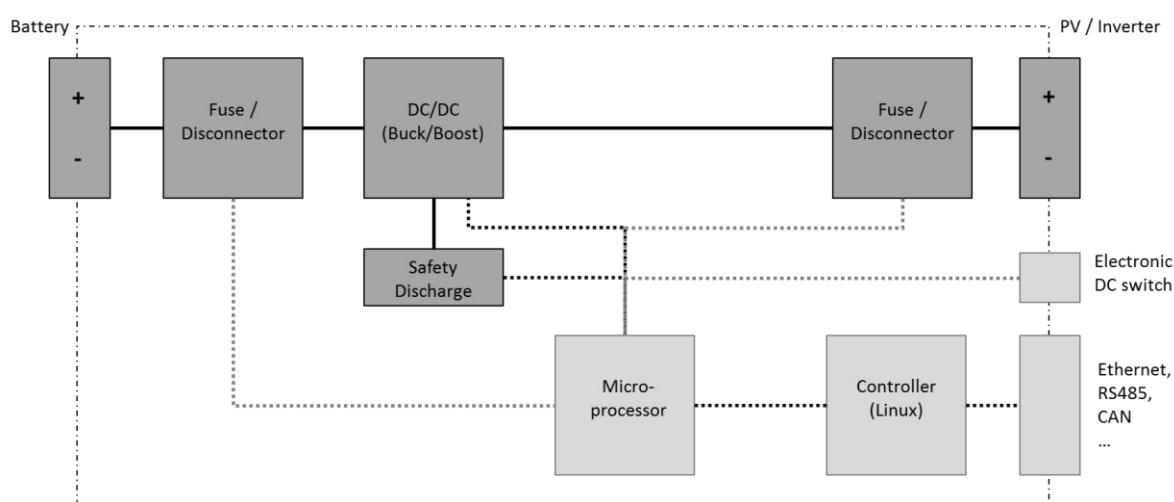 Battery
PV / Inverter
+
-
Fuse /
Disconnector
DC/DC
(Buck/Boost)
Fuse /
Disconnector
+
-
Safety
Discharge
Electronic
DC switch
Micro-
processor
Controller
(Linux)
Ethernet,
RS485,
CAN
...